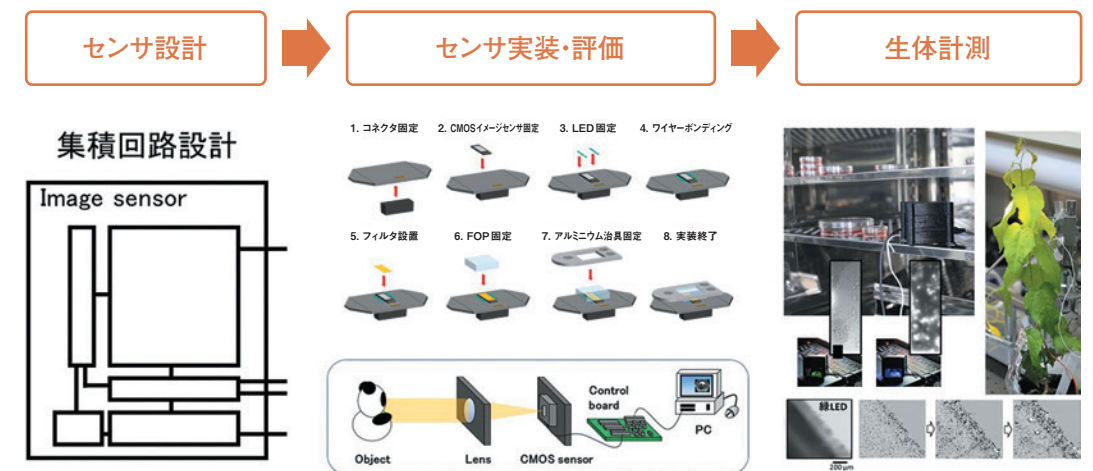 センサ設計
センサ実装・評価
生体計測
集積回路設計
Image sensor
1. コネクタ固定
2. CMOSイメージセンサ固定
3. LED固定
4. ワイヤーボンディング
5. フィルタ設置
6. FOP固定
7. アルミニウム治具固定
8. 実装終了
Control
board
PC
Object
Lens
CMOS sensor
緑LED
200μm